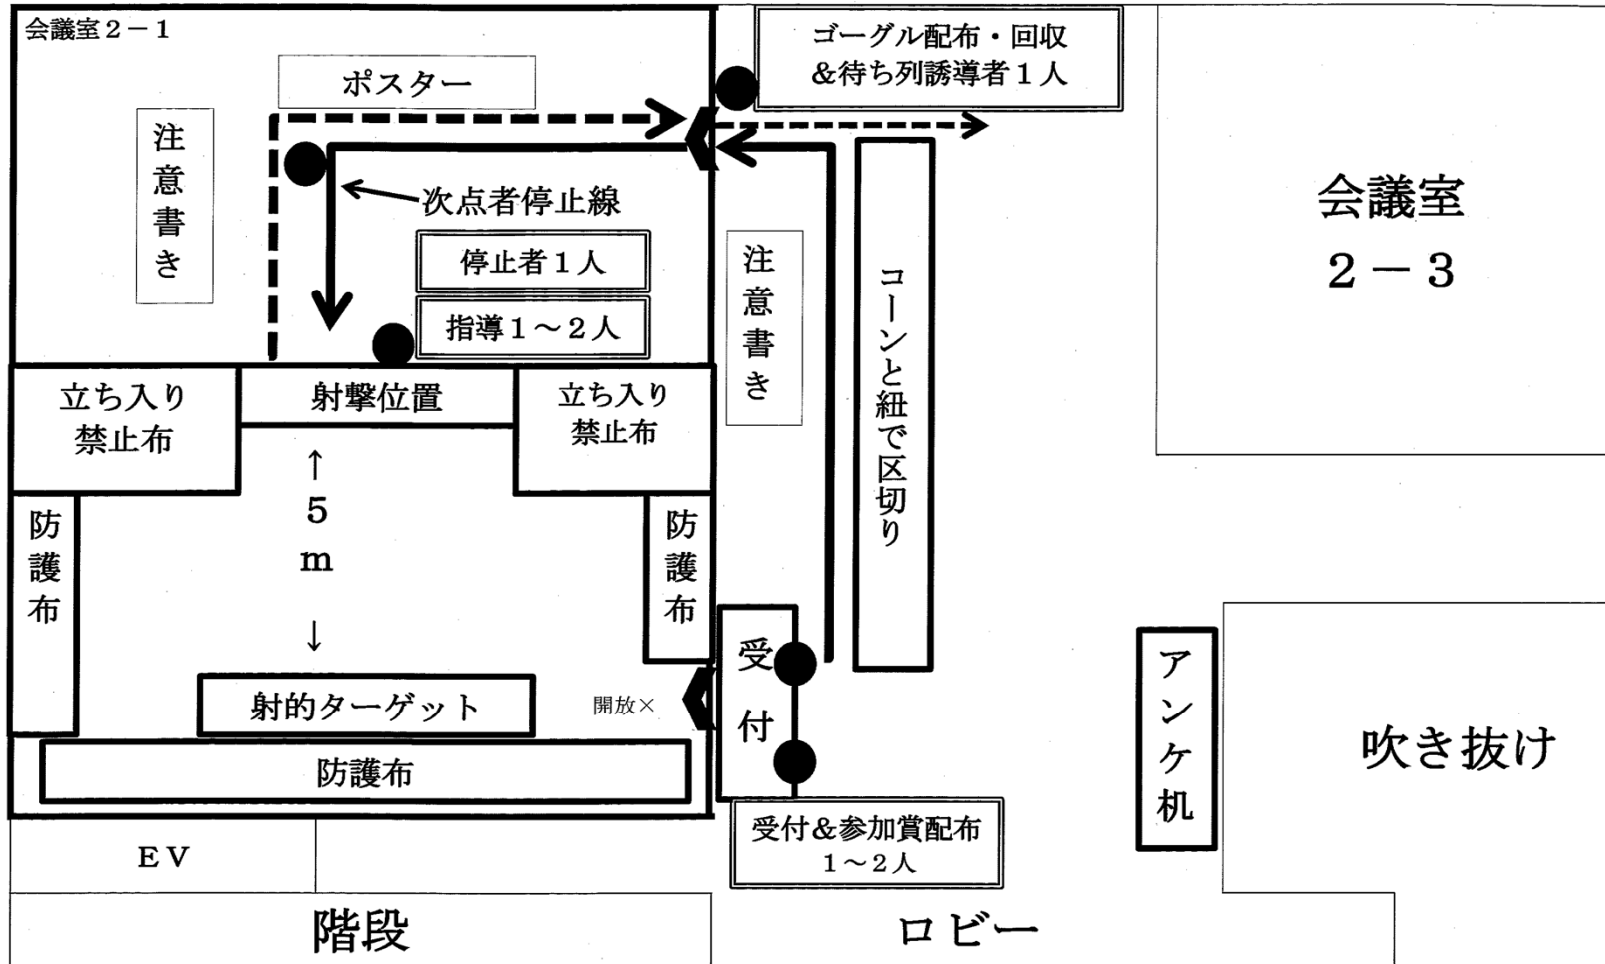 会議室２－１
ゴーグル配布・回収
＆待ち列誘導者１人
ポスター
注意書き
次点者停止線
停止者１人
指導１～２人
注意書き
コーンと紐で区切り
会議室
２－３
立ち入り
禁止布
射撃位置
立ち入り
禁止布
↑
５
ｍ
↓
防護布
防護布
射的ターゲット
開放×
防護布
受付
受付＆参加賞配布
１～２人
アンケ机
吹き抜け
ＥＶ
階段
ロビー